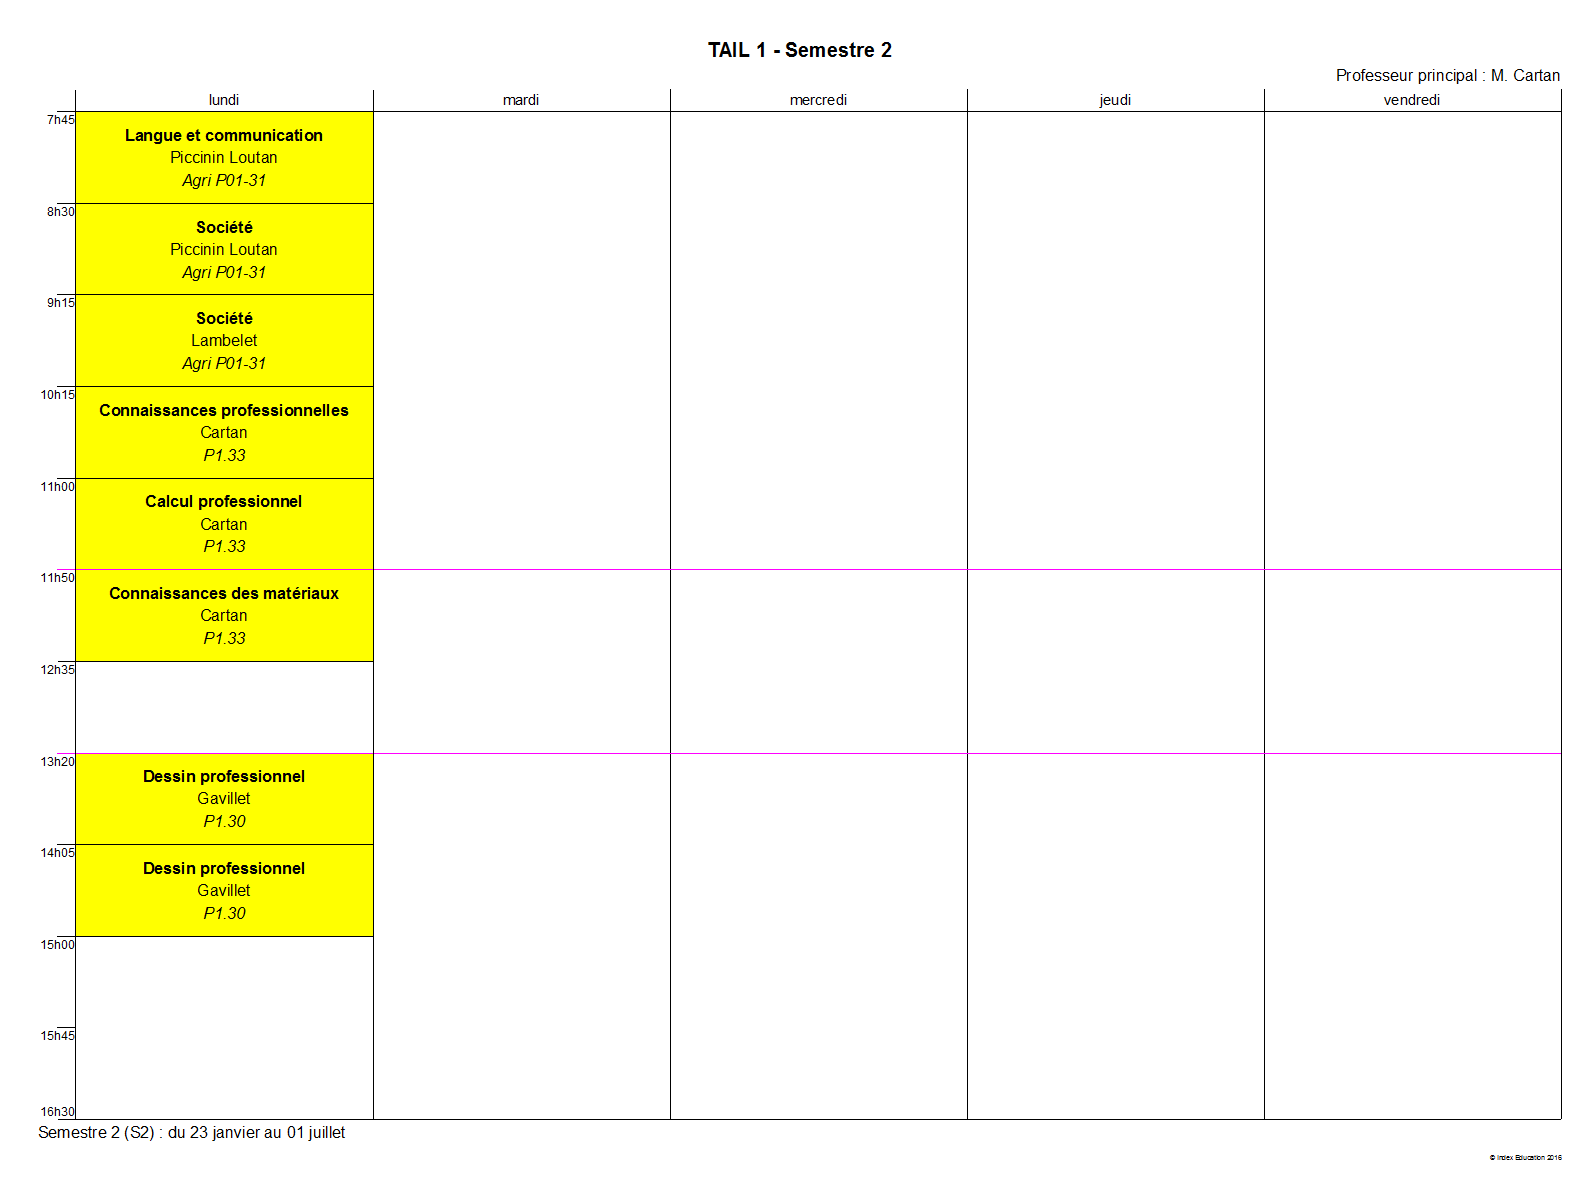 TAIL 1 - Semestre 2
Professeur principal : M. Cartan
lundi mardi mercredi jeudi vendredi
7h45
Langue et communication
Piccinin Loutan
Agri P01-31
8h30
Société
Piccinin Loutan
Agri P01-31
9h15
Société
Lambelet
Agri P01-31
10h15
Connaissances professionnelles
Cartan
P1.33
11h00
Calcul professionnel
Cartan
P1.33
11h50
Connaissances des matériaux
Cartan
P1.33
12h35
13h20
Dessin professionnel
Gavillet
P1.30
14h05
Dessin professionnel
Gavillet
P1.30
15h00
15h45
16h30
Semestre 2 (S2) : du 23 janvier au 01 juillet
© Index Education 2016